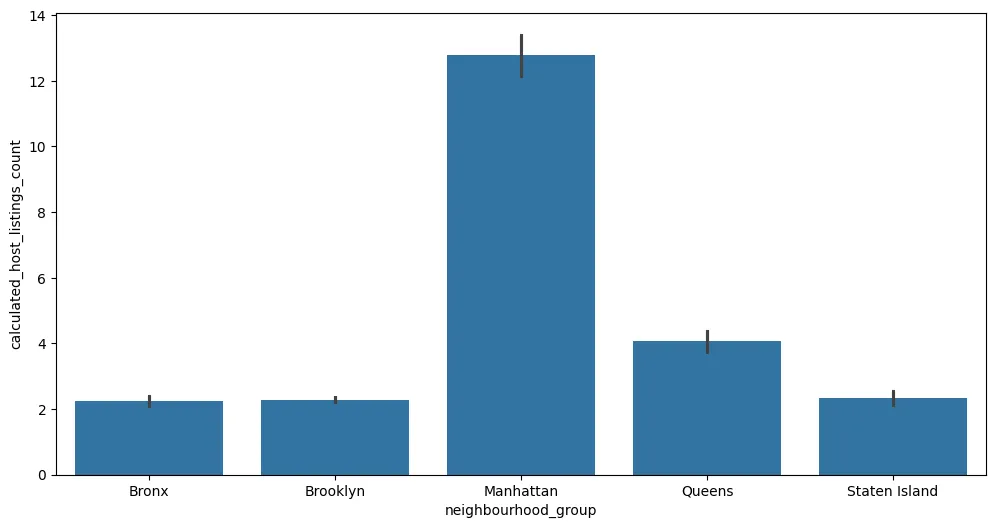 14
12
10
8
6
4
2
0
calculated_host_listings_count
Bronx Brooklyn Manhattan Queens Staten Island
neighbourhood_group